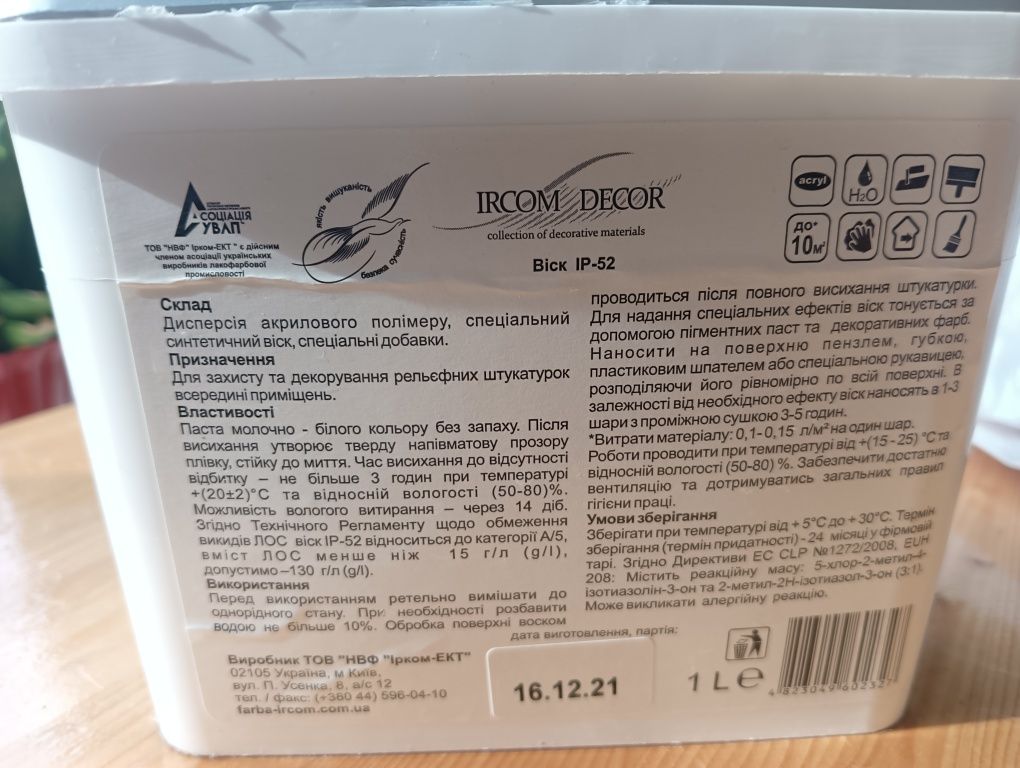 АСОЦІАЦІЯ
УВЛП
ТОВ "НВФ" Ірком-ЕКТ " є дійсним
членом асоціації українських
виробників лакофарбової
промисловості
якість вишуканість
безпека сучасність
IRCOM DECOR
collection of decorative materials
Віск ІР-52
acryl
H₂O
до*
10м²
Склад
Дисперсія акрилового полімеру, спеціальний
синтетичний віск, спеціальні добавки.
Призначення
Для захисту та декорування рельєфних штукатурок
всередині приміщень.
Властивості
Паста молочно - білого кольору без запаху. Після
висихання утворює тверду напівматову прозору
плівку, стійку до миття. Час висихання до відсутності
відбитку – не більше 3 годин при температурі
+(20±2)°С та відносній вологості (50-80)%.
Можливість вологого витирання – через 14 діб.
Згідно Технічного Регламенту щодо обмеження
викидів ЛОС віск ІР-52 відноситься до категорії А/5,
вміст ЛОС менше ніж 15 г/л (g/l),
допустимо –130 г/л (g/l).
Використання
Перед використанням ретельно вимішати до
однорідного стану. При необхідності розбавити
водою не більше 10%. Обробка поверхні воском
проводиться після повного висихання штукатурки.
Для надання спеціальних ефектів віск тонується за
допомогою пігментних паст та декоративних фарб.
Наносити на поверхню пензлем, губкою,
пластиковим шпателем або спеціальною рукавицею,
розподіляючи його рівномірно по всій поверхні. В
залежності від необхідного ефекту віск наносять в 1-3
шари з проміжною сушкою 3-5 годин.
*Витрати матеріалу: 0,1- 0,15 л/м² на один шар.
Роботи проводити при температурі від +(15 - 25) °С та
відносній вологості (50-80) %. Забезпечити достатню
вентиляцію та дотримуватись загальних правил
гігієни праці.
Умови зберігання
Зберігати при температурі від + 5°С до + 30°С. Термін
зберігання (термін придатності) - 24 місяці у фірмовій
тарі. Згідно Директиви ЕС CLP №1272/2008, EUH
208: Містить реакційну масу: 5-хлор-2-метил-4-
ізотіазолін-3-он та 2-метил-2Н-ізотіазол-3-он (3:1).
Може викликати алергійну реакцію.
дата виготовлення, партія:
Виробник ТОВ "НВФ "Ірком-ЕКТ"
02105 Україна, м Київ,
вул. П. Усенка, 8, а/с 12
тел. / факс: (+380 44) 596-04-10
farba-ircom.com.ua
16.12.21
1 L e
4 823049 602327